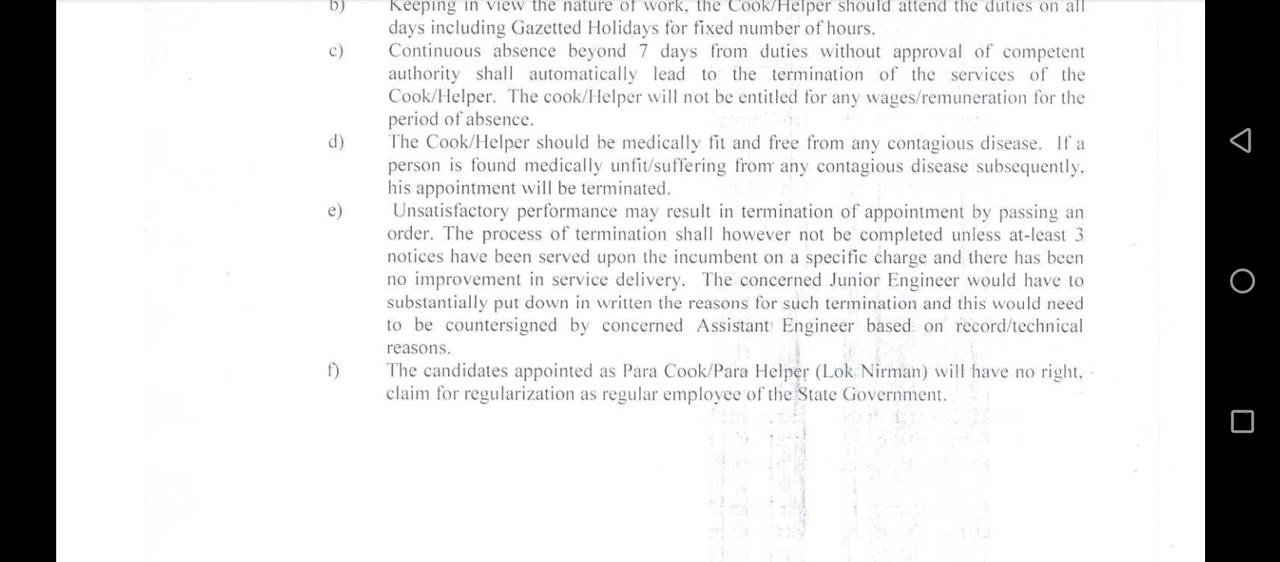 b) Keeping in view the nature of work, the Cook/Helper should attend the duties on all
days including Gazetted Holidays for fixed number of hours.
c) Continuous absence beyond 7 days from duties without approval of competent
authority shall automatically lead to the termination of the services of the
Cook/Helper. The cook/Helper will not be entitled for any wages/remuneration for the
period of absence.
d) The Cook/Helper should be medically fit and free from any contagious disease. If a
person is found medically unfit/suffering from any contagious disease subsequently,
his appointment will be terminated.
e) Unsatisfactory performance may result in termination of appointment by passing an
order. The process of termination shall however not be completed unless at-least 3
notices have been served upon the incumbent on a specific charge and there has been
no improvement in service delivery. The concerned Junior Engineer would have to
substantially put down in written the reasons for such termination and this would need
to be countersigned by concerned Assistant Engineer based on record/technical
reasons.
f) The candidates appointed as Para Cook/Para Helper (Lok Nirman) will have no right,
claim for regularization as regular employee of the State Government.